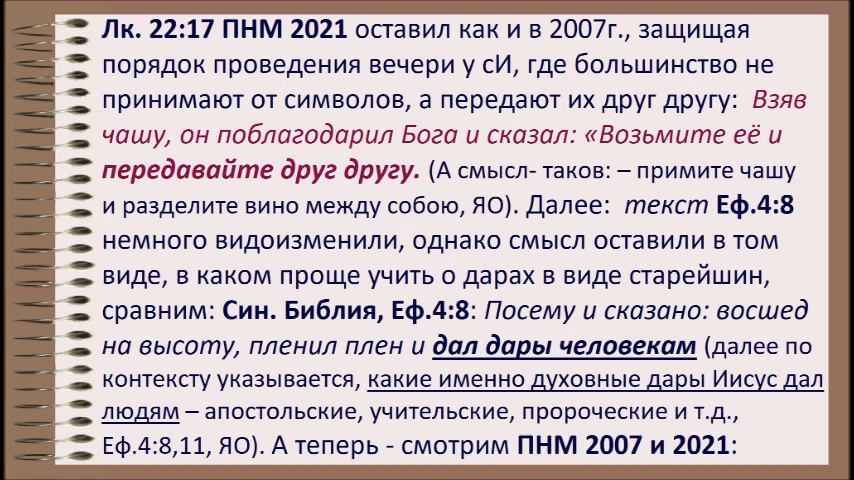 Лк. 22:17 ПНМ 2021 оставил как и в 2007г., защищая
порядок проведения вечери у сИ, где большинство не
принимают от символов, а передают их друг другу: Взяв
чашу, он поблагодарил Бога и сказал: «Возьмите её и
передавайте друг другу. (А смысл- таков: – примите чашу
и разделите вино между собою, ЯО). Далее: текст Еф.4:8
немного видоизменили, однако смысл оставили в том
виде, в каком проще учить о дарах в виде старейшин,
сравним: Син. Библия, Еф.4:8: Посему и сказано: восшед
на высоту, пленил плен и дал дары человекам (далее по
контексту указывается, какие именно духовные дары Иисус дал
людям – апостольские, учительские, пророческие и т.д.,
Еф.4:8,11, ЯО). А теперь - смотрим ПНМ 2007 и 2021: